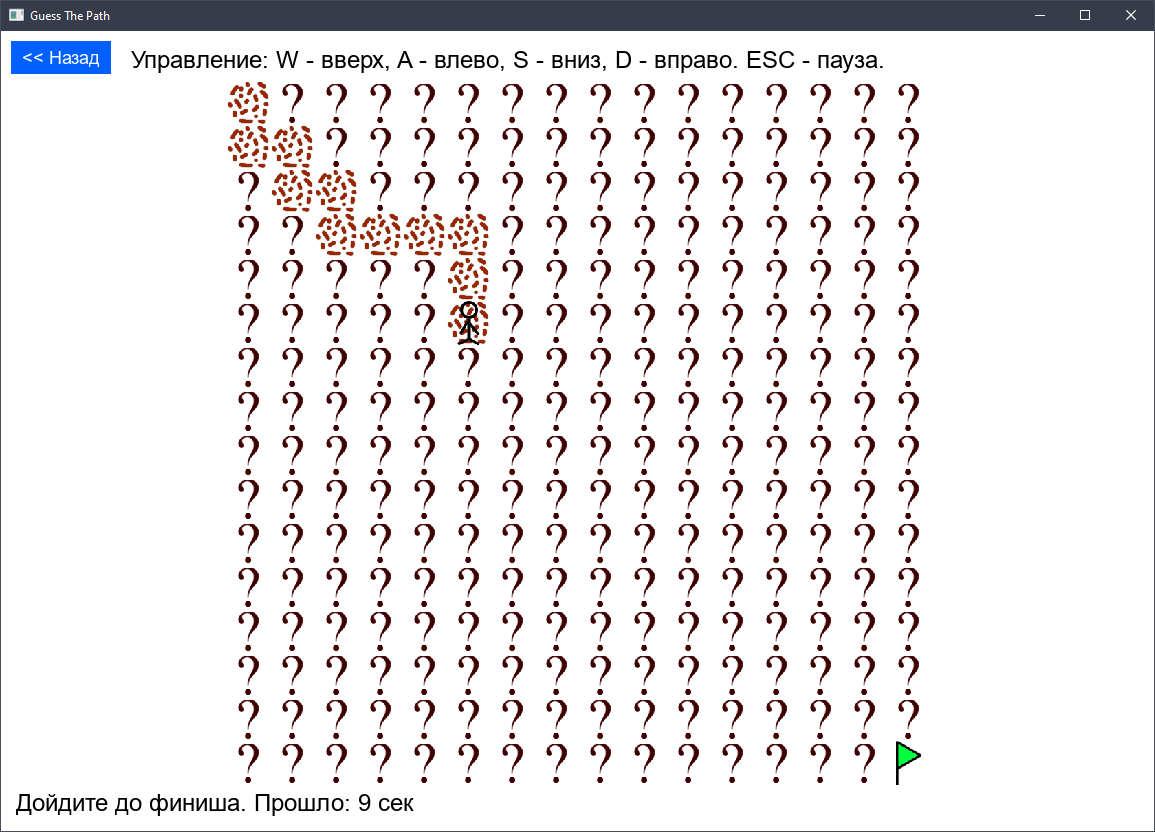 Guess The Path
<< Назад
Управление: W - вверх, A - влево, S - вниз, D - вправо. ESC - пауза.
Дойдите до финиша. Прошло: 9 сек